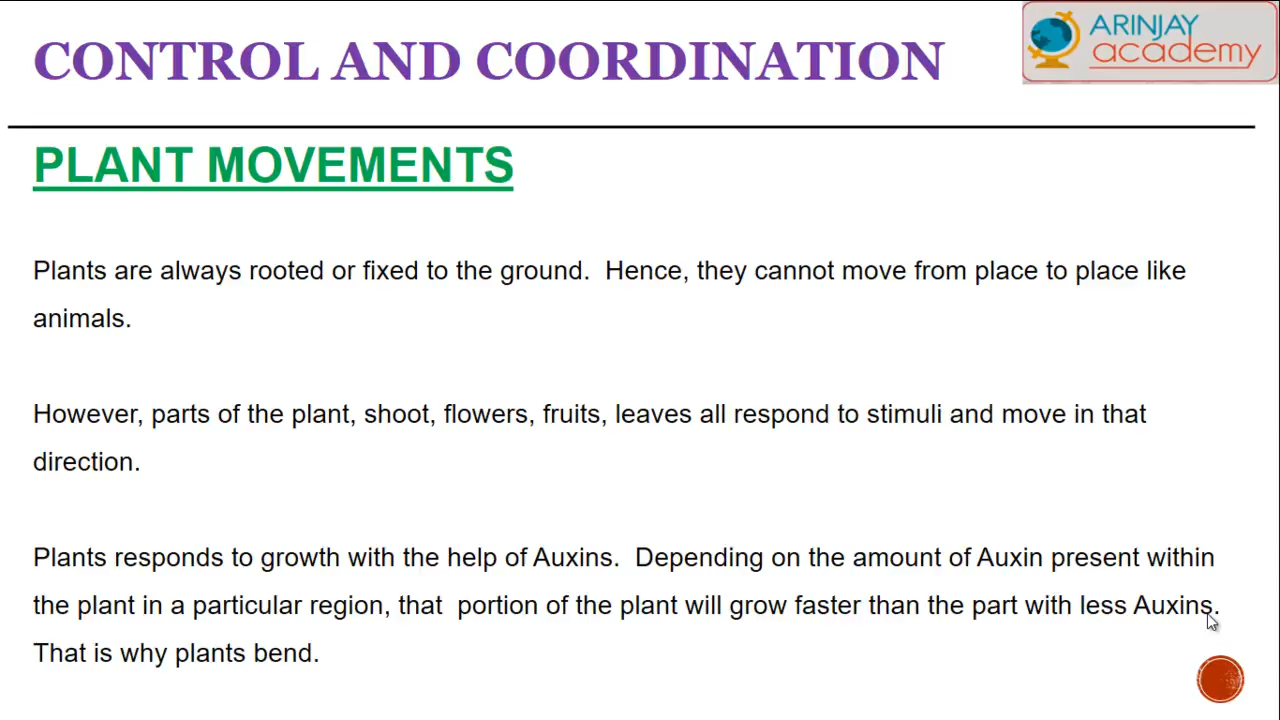 CONTROL AND COORDINATION
ARINJAY
academy
PLANT MOVEMENTS
Plants are always rooted or fixed to the ground.  Hence, they cannot move from place to place like
animals.
However, parts of the plant, shoot, flowers, fruits, leaves all respond to stimuli and move in that
direction.
Plants responds to growth with the help of Auxins.  Depending on the amount of Auxin present within
the plant in a particular region, that  portion of the plant will grow faster than the part with less Auxins.
That is why plants bend.